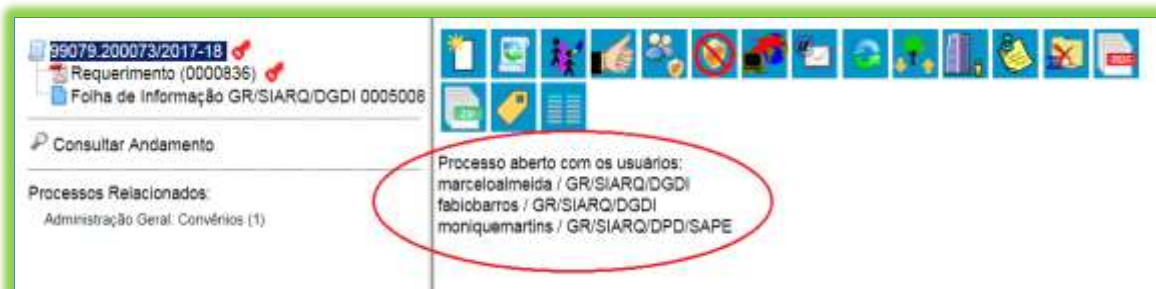 99079.200073/2017-18
Requerimento (0000836)
Folha de Informação GR/SIARQ/DGDI 0005008
Consultar Andamento
Processos Relacionados:
Administração Geral: Convênios (1)
Processo aberto com os usuários:
marceloalmeida / GR/SIARQ/DGDI
fabiobarros / GR/SIARQ/DGDI
moniquemartins / GR/SIARQ/DPD/SAPE